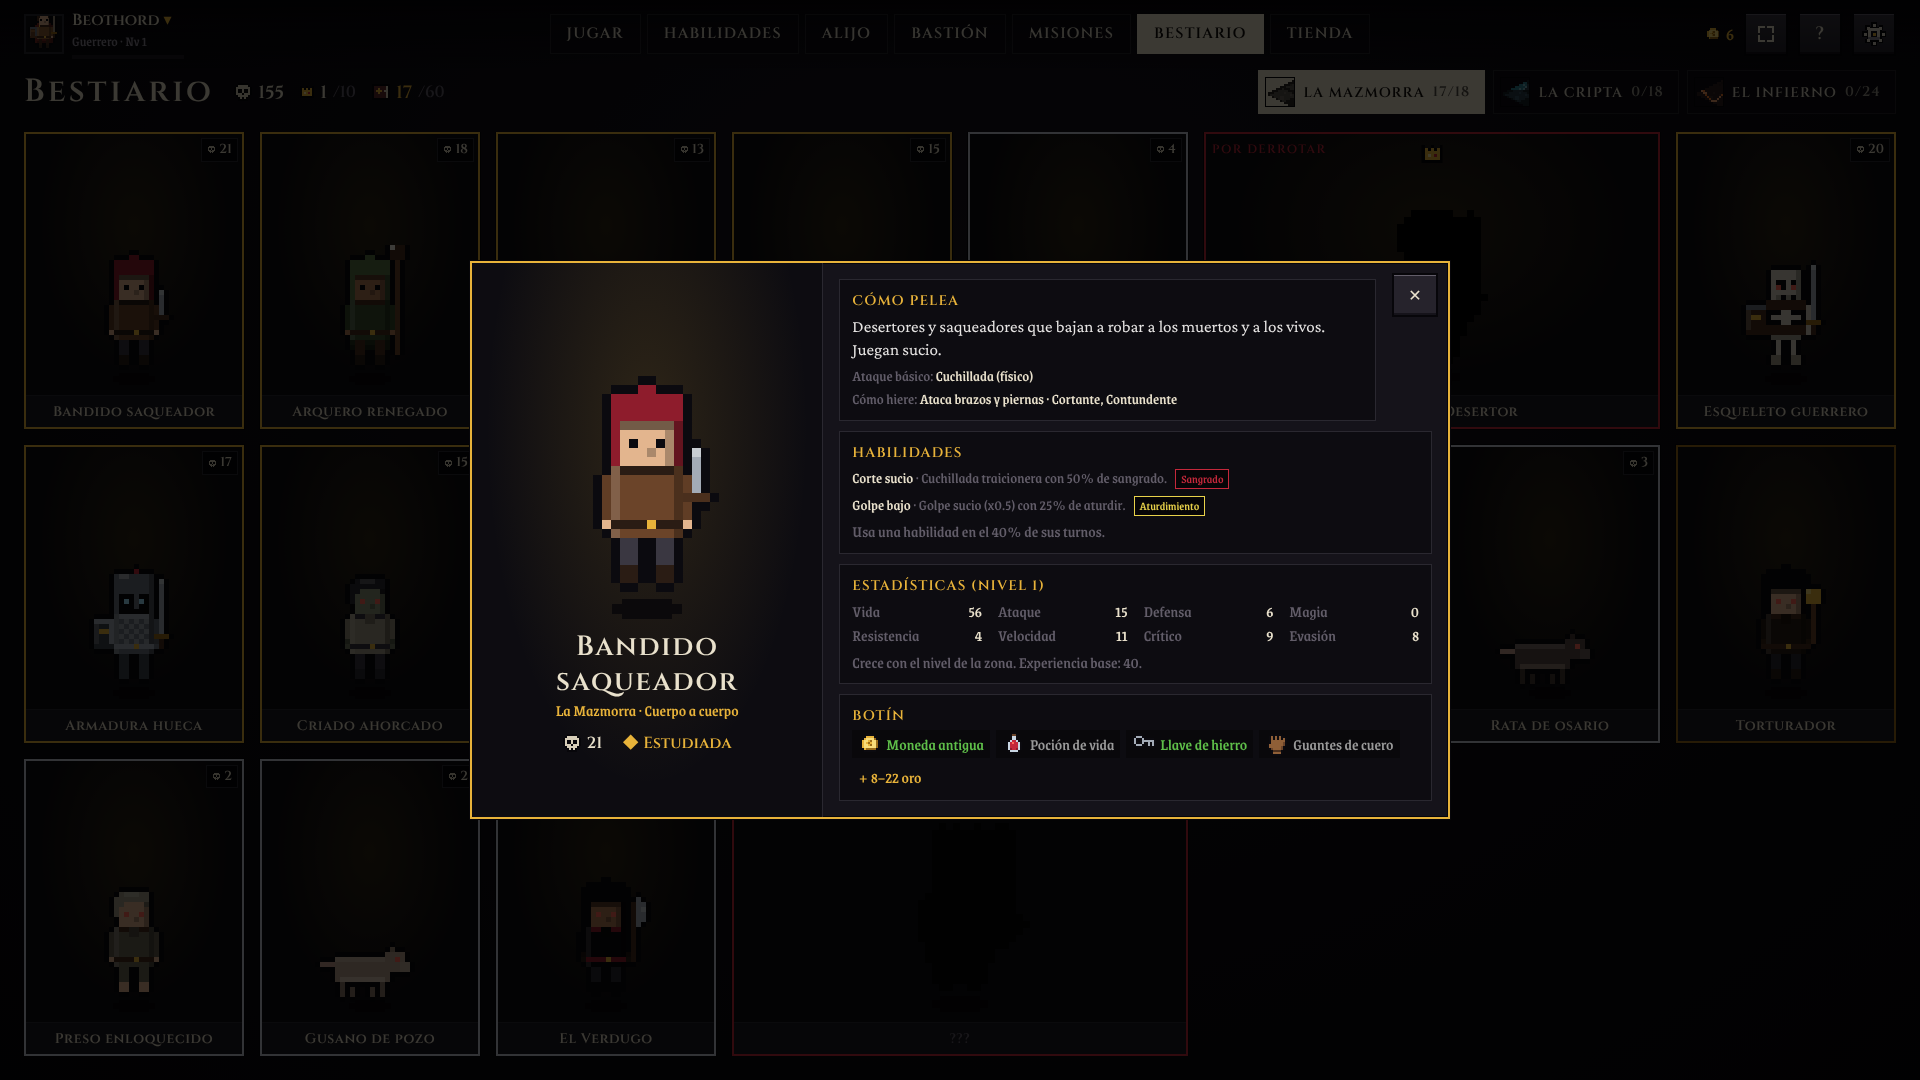 Beothord
Guerrero · Nv 1
JUGAR
HABILIDADES
ALIJO
BASTIÓN
MISIONES
BESTIARIO
TIENDA
6
?
Bestiario
155
1 /10
17 /60
LA MAZMORRA 17/18
LA CRIPTA 0/18
EL INFIERNO 0/24
21
18
13
15
4
POR DERROTAR
20
Bandido saqueador
Arquero renegado
Desertor
Esqueleto guerrero
CÓMO PELEA
Desertores y saqueadores que bajan a robar a los muertos y a los vivos.
Juegan sucio.
Ataque básico: Cuchillada (físico)
Cómo hiere: Ataca brazos y piernas · Cortante, Contundente
×
HABILIDADES
Corte sucio · Cuchillada traicionera con 50% de sangrado. Sangrado
Golpe bajo · Golpe sucio (x0.5) con 25% de aturdir. Aturdimiento
Usa una habilidad en el 40% de sus turnos.
ESTADÍSTICAS (NIVEL 1)
Vida 56 Ataque 15 Defensa 6 Magia 0
Resistencia 4 Velocidad 11 Crítico 9 Evasión 8
Crece con el nivel de la zona. Experiencia base: 40.
BOTÍN
Moneda antigua Poción de vida Llave de hierro Guantes de cuero
+ 8–22 oro
Bandido
saqueador
La Mazmorra · Cuerpo a cuerpo
21 Estudiada
17
15
3
Armadura hueca
Criado ahorcado
Rata de osario
Torturador
2
2
Preso enloquecido
Gusano de pozo
El Verdugo
???